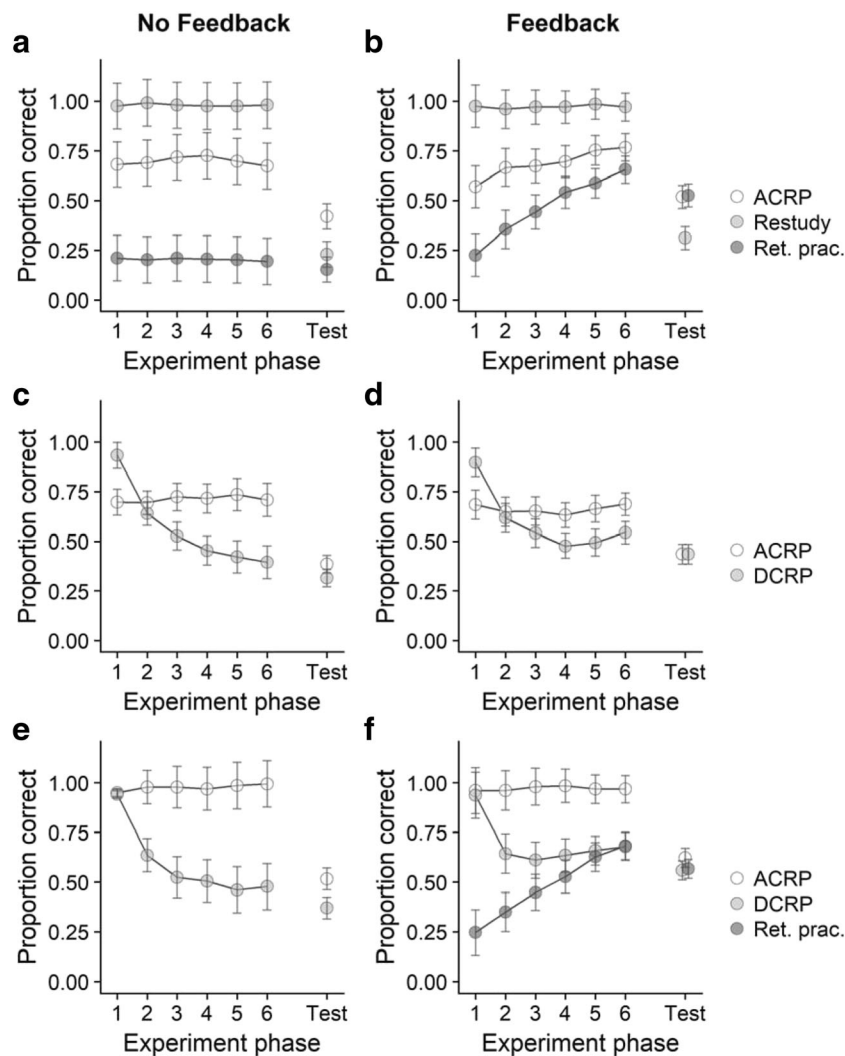 No Feedback
Feedback
a
b
Proportion correct
1.00
0.75
0.50
0.25
0.00
1 2 3 4 5 6 Test
Experiment phase
Proportion correct
1.00
0.75
0.50
0.25
0.00
1 2 3 4 5 6 Test
Experiment phase
ACRP
Restudy
Ret. prac.
c
d
Proportion correct
1.00
0.75
0.50
0.25
0.00
1 2 3 4 5 6 Test
Experiment phase
Proportion correct
1.00
0.75
0.50
0.25
0.00
1 2 3 4 5 6 Test
Experiment phase
ACRP
DCRP
e
f
Proportion correct
1.00
0.75
0.50
0.25
0.00
1 2 3 4 5 6 Test
Experiment phase
Proportion correct
1.00
0.75
0.50
0.25
0.00
1 2 3 4 5 6 Test
Experiment phase
ACRP
DCRP
Ret. prac.